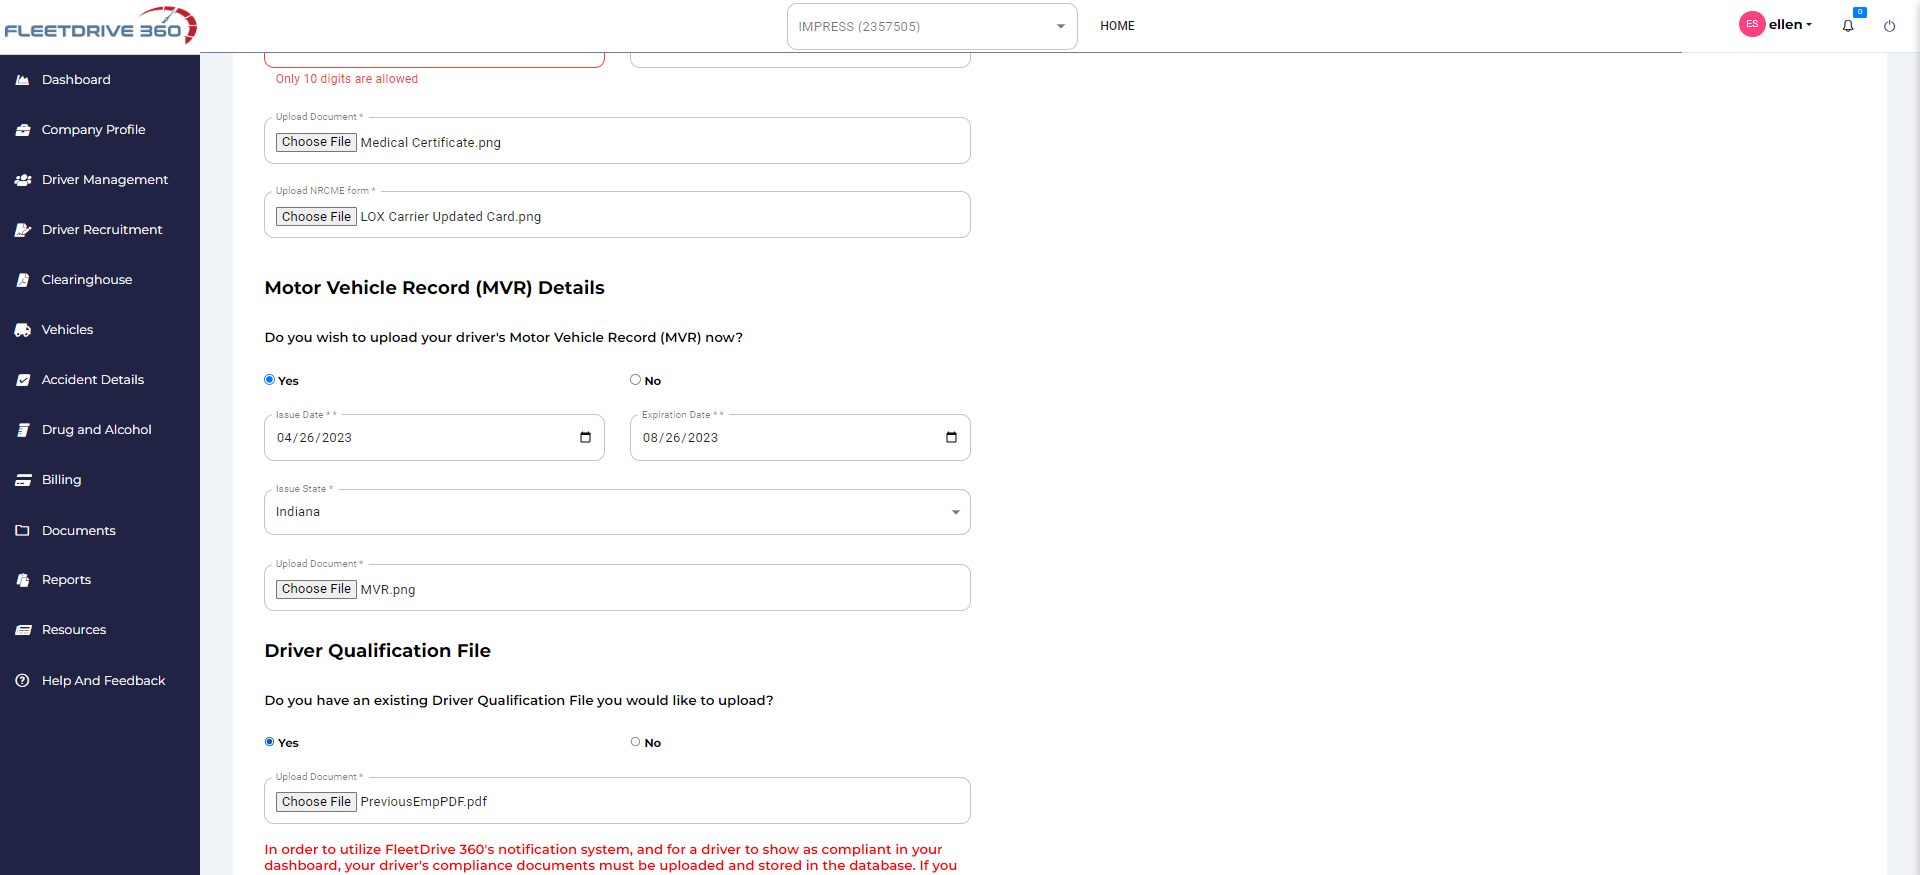 FLEETDRIVE 360
IMPRESS (2357505)
HOME
ES
ellen
0
Dashboard
Company Profile
Driver Management
Driver Recruitment
Clearinghouse
Vehicles
Accident Details
Drug and Alcohol
Billing
Documents
Reports
Resources
Help And Feedback
Only 10 digits are allowed
Upload Document *
Choose File Medical Certificate.png
Upload NRCME form *
Choose File LOX Carrier Updated Card.png
Motor Vehicle Record (MVR) Details
Do you wish to upload your driver's Motor Vehicle Record (MVR) now?
Yes No
Issue Date * * Expiration Date * *
04/26/2023 08/26/2023
Issue State *
Indiana
Upload Document *
Choose File MVR.png
Driver Qualification File
Do you have an existing Driver Qualification File you would like to upload?
Yes No
Upload Document *
Choose File PreviousEmpPDF.pdf
In order to utilize FleetDrive 360's notification system, and for a driver to show as compliant in your
dashboard, your driver's compliance documents must be uploaded and stored in the database. If you